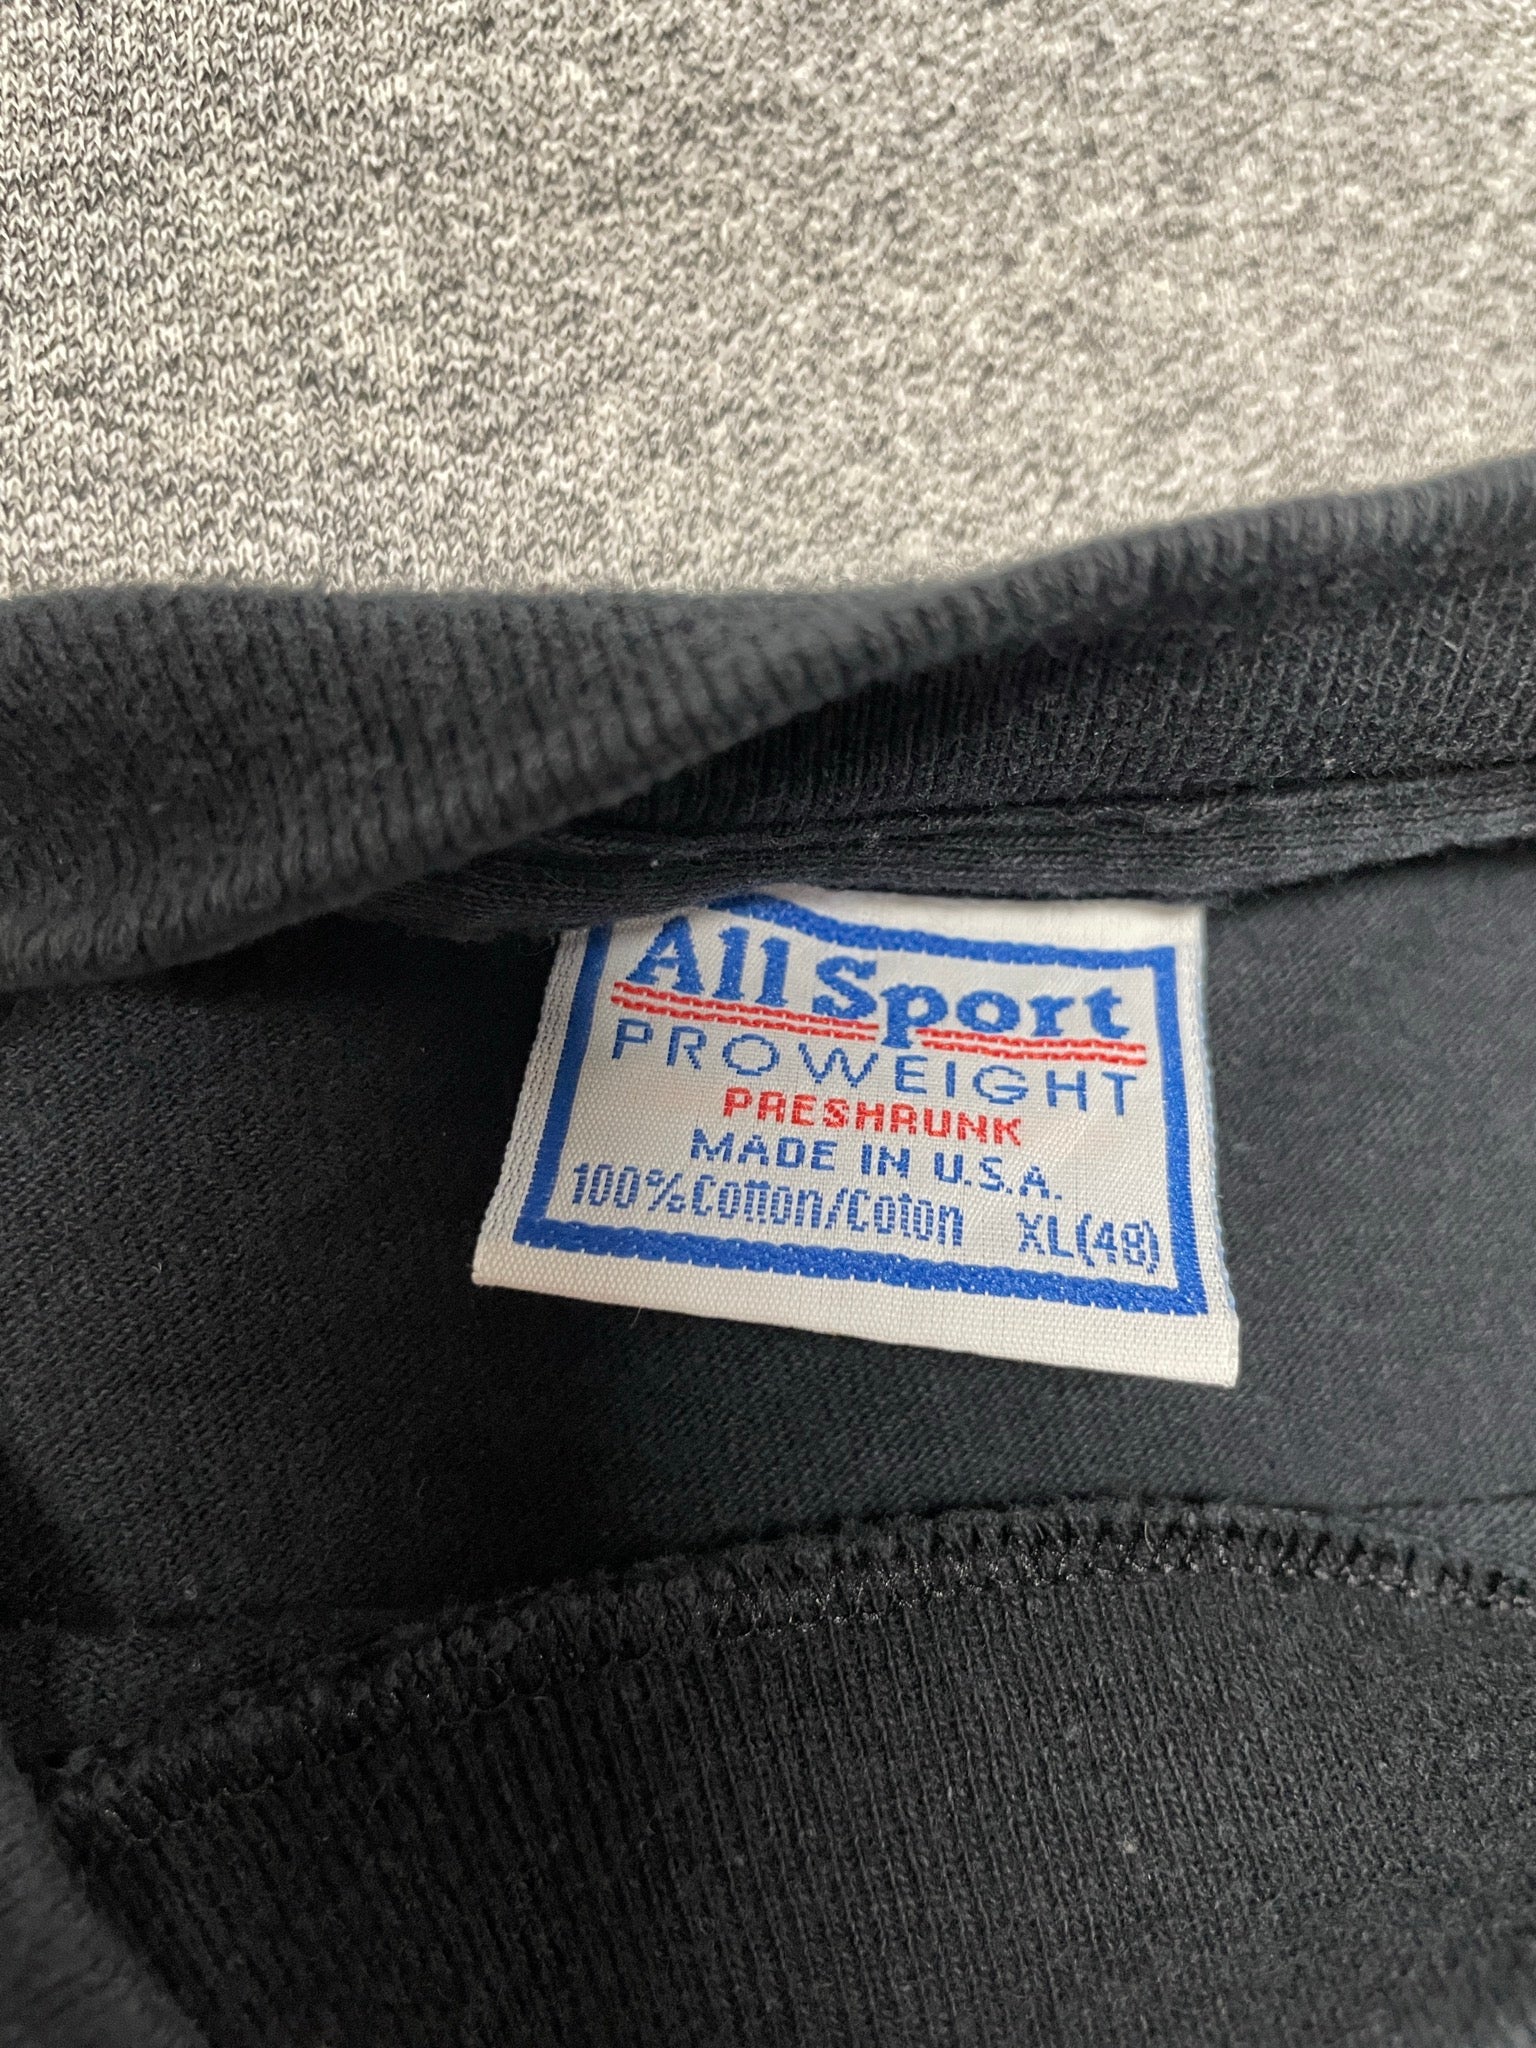 All Sport
PROWEIGHT
PRESHRUNK
MADE IN U.S.A.
100% Cotton/Coton XL(48)